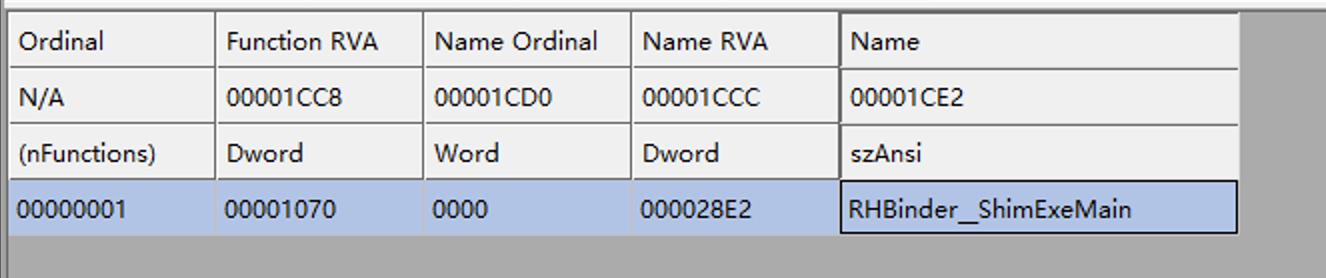 Ordinal Function RVA Name Ordinal Name RVA Name
N/A 00001CC8 00001CD0 00001CCC 00001CE2
(nFunctions) Dword Word Dword szAnsi
00000001 00001070 0000 000028E2 RHBinder__ShimExeMain